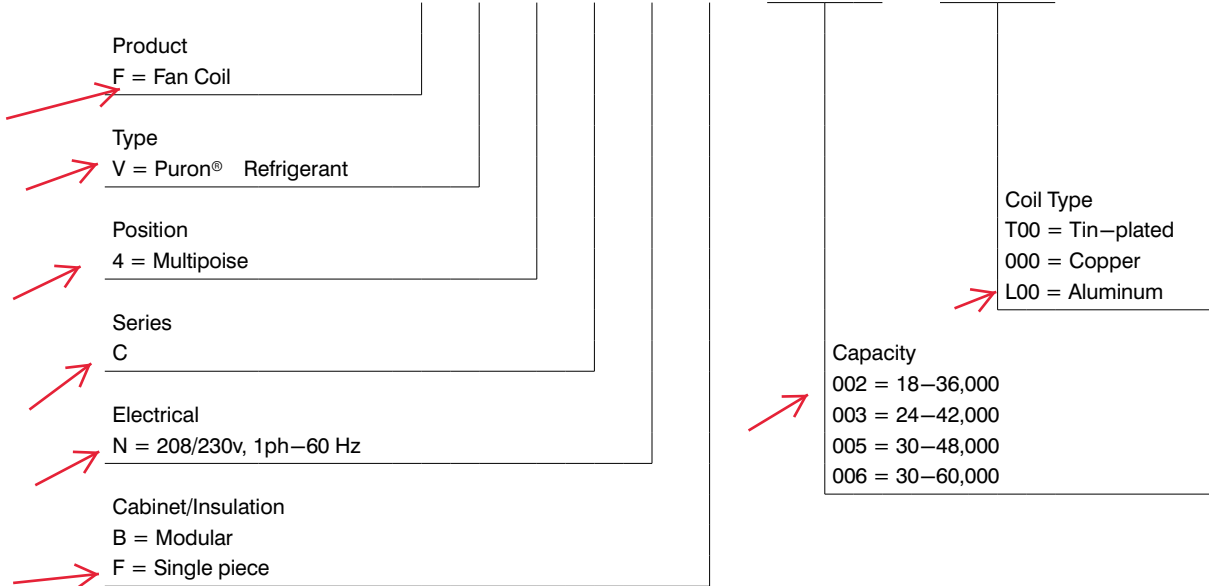 Product
F = Fan Coil
Type
V = Puron® Refrigerant
Position
4 = Multipoise
Series
C
Electrical
N = 208/230v, 1ph−60 Hz
Cabinet/Insulation
B = Modular
F = Single piece
Coil Type
T00 = Tin−plated
000 = Copper
L00 = Aluminum
Capacity
002 = 18−36,000
003 = 24−42,000
005 = 30−48,000
006 = 30−60,000